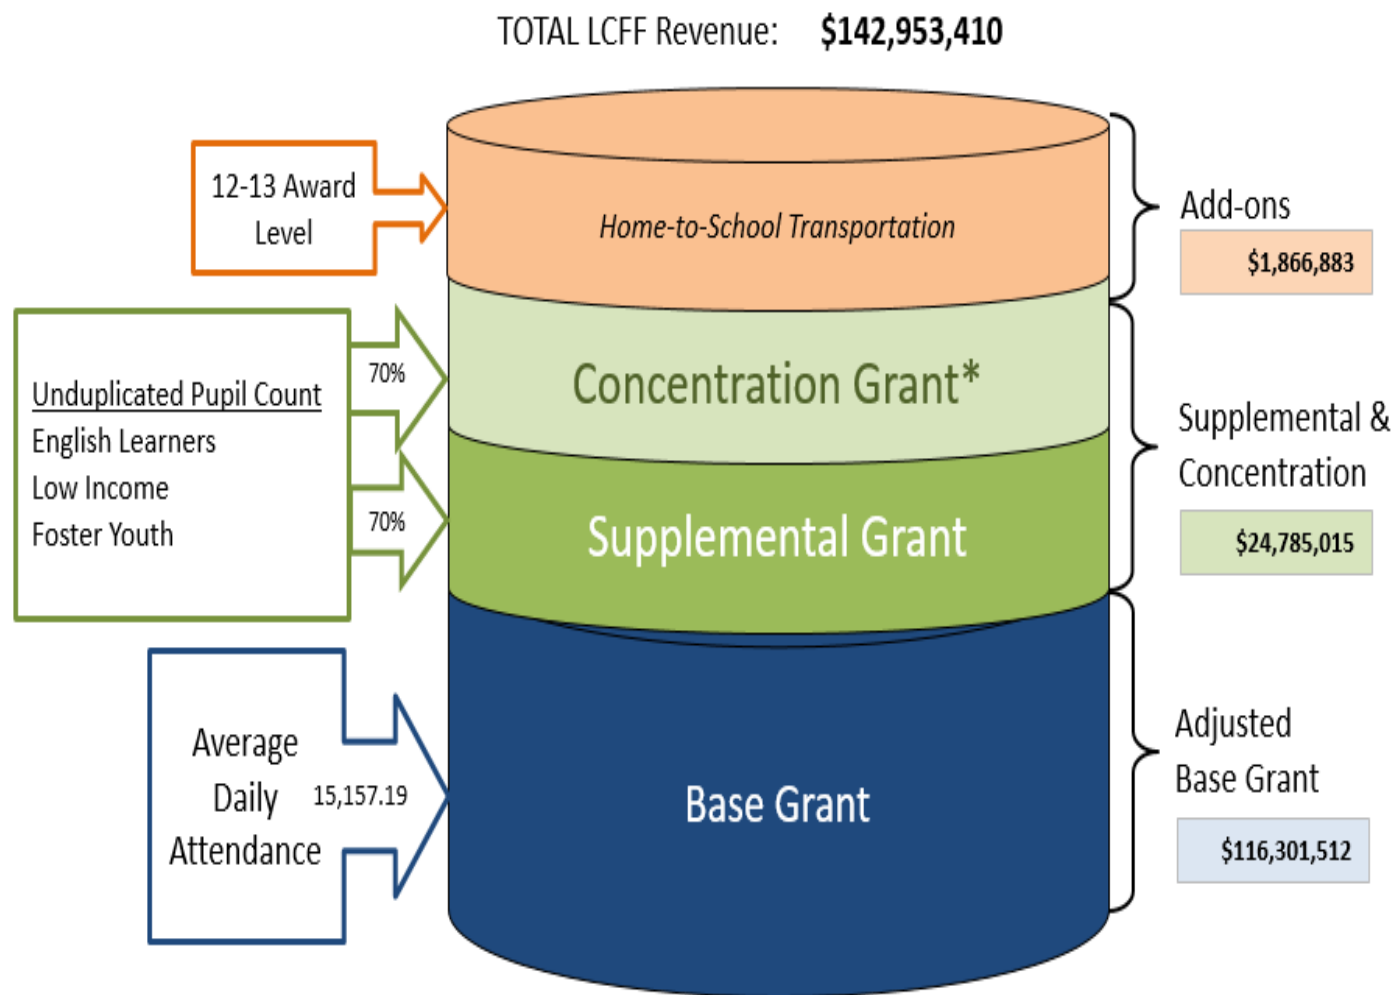 TOTAL LCFF Revenue: $142,953,410
12-13 Award
Level
Home-to-School Transportation
Add-ons
$1,866,883
Unduplicated Pupil Count
English Learners
Low Income
Foster Youth
70%
70%
Concentration Grant*
Supplemental Grant
Supplemental &
Concentration
$24,785,015
Average
Daily
Attendance
15,157.19
Base Grant
Adjusted
Base Grant
$116,301,512